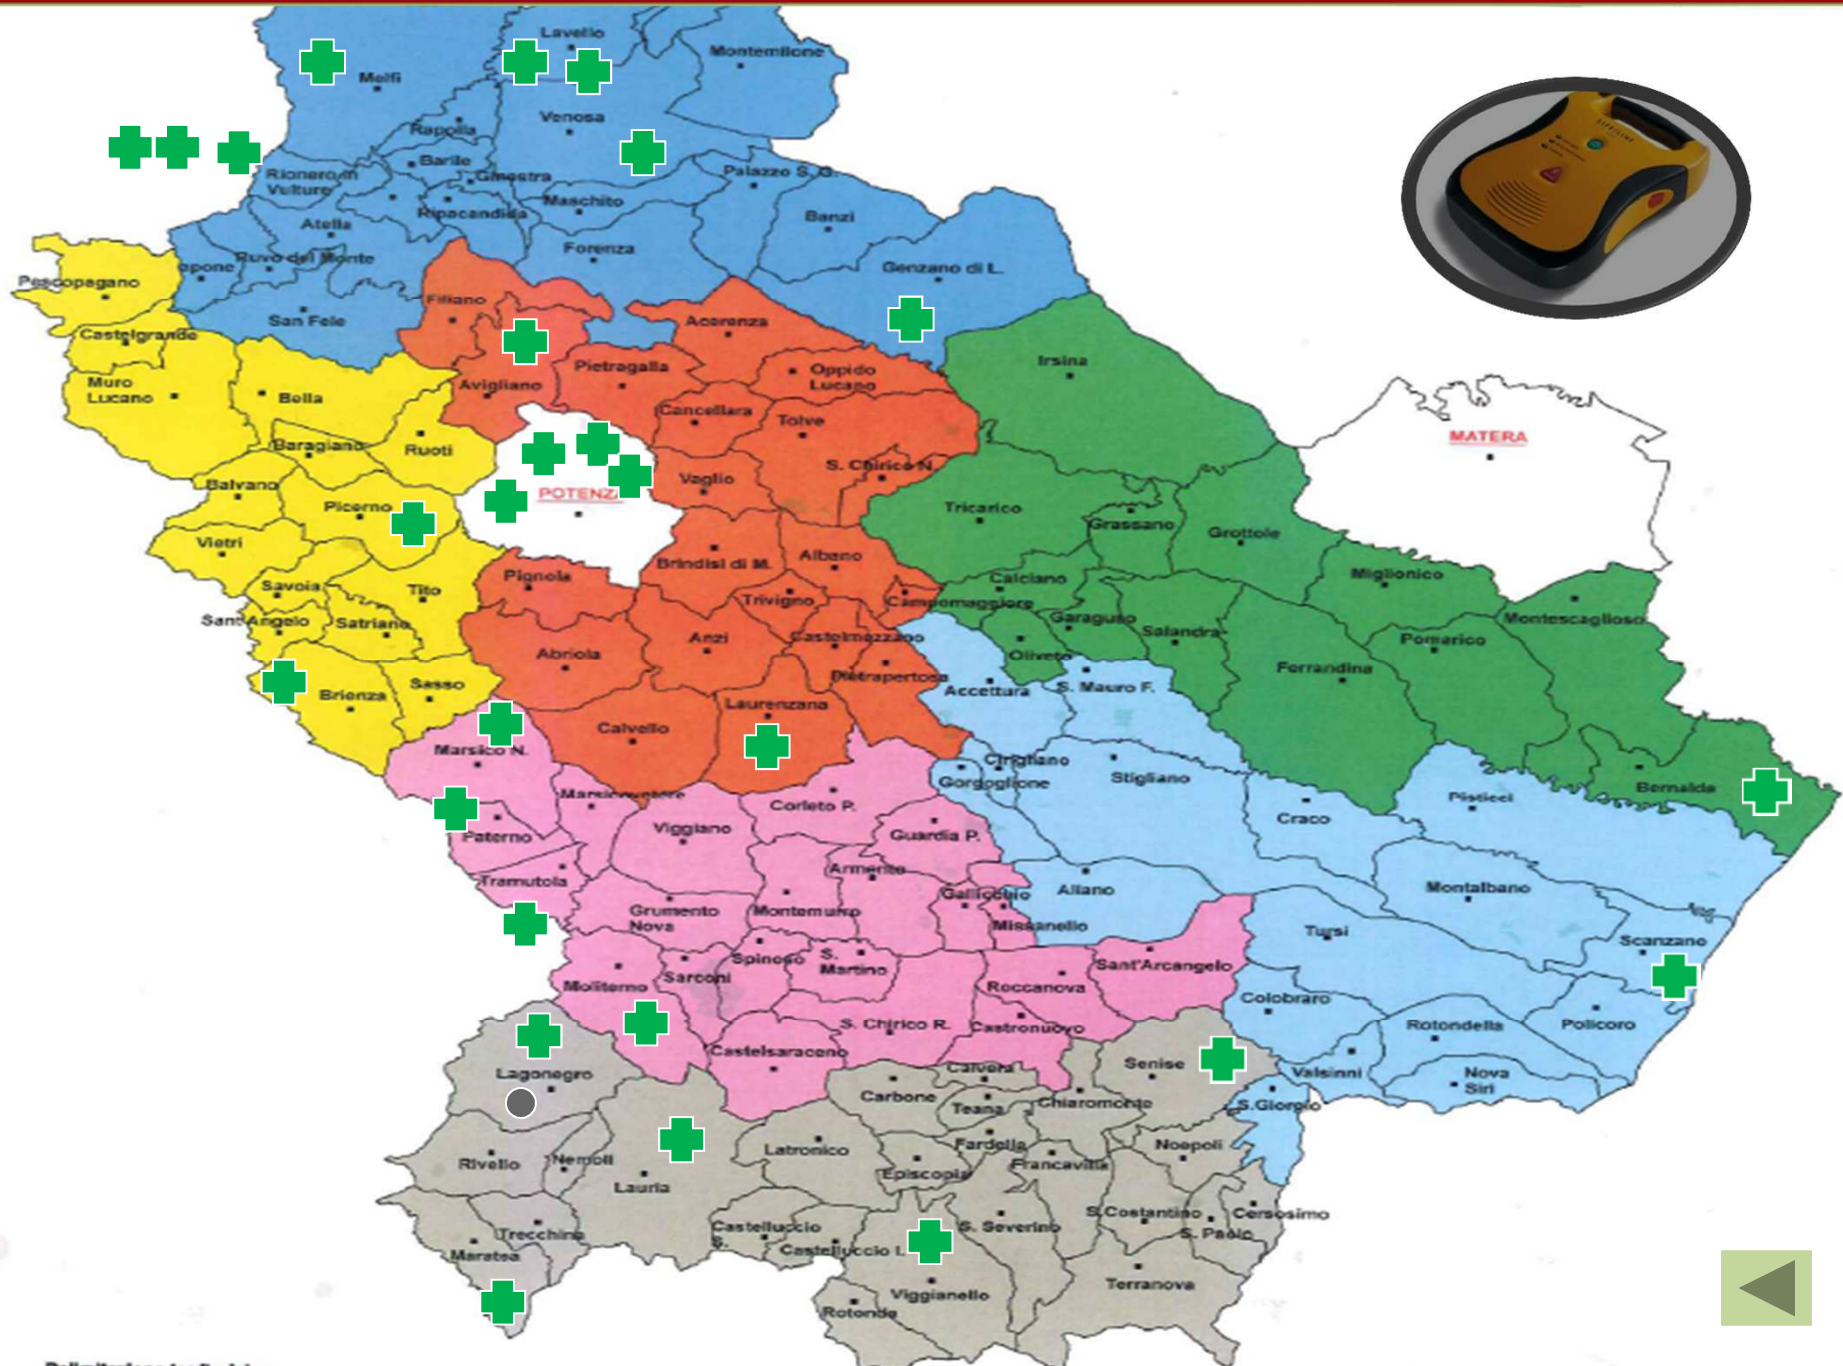 Lavello
Montemilone
Melfi
Venosa
Rapolla
Barile
Ginestra
Palazzo S. G.
Rionero in
Vulture
Ripacandida
Maschito
Banzi
Atella
Forenza
Ruvo del Monte
Genzano di L.
Pescopagano
Filiano
San Fele
Acerenza
Castelgrande
Irsina
Pietragalla
Oppido
Lucano
Muro
Lucano
Avigliano
Bella
Cancellara
Tolve
MATERA
Baragiano
Ruoti
S. Chirico N.
Vaglio
Balvano
Picerno
Tricarico
Grassano
Grottole
Vietri
Brindisi di M.
Albano
Pignola
Calciano
Miglionico
Savoia
Tito
Trivigno
Campomaggiore
Sant'Angelo
Satriano
Garaguso
Salandra
Montescaglioso
Anzi
Castelmezzano
Pomarico
Abriola
Oliveto
Ferrandina
Pietrapertosa
Accettura
S. Mauro F.
Brienza
Sasso
Laurenzana
Calvello
Marsico N.
Cirigliano
Gorgoglione
Stigliano
Bernalda
Marsicovetere
Corleto P.
Pisticci
Craco
Paterno
Viggiano
Guardia P.
Tramutola
Armento
Gallicchio
Aliano
Montalbano
Grumento
Nova
Montemurro
Missanello
Tursi
Scanzano
Spinoso
S.
Martino
Sant'Arcangelo
Moliterno
Sarconi
Roccanova
Colobraro
S. Chirico R.
Castronuovo
Rotondella
Policoro
Castelsaraceno
Lagonegro
Calvera
Senise
Valsinni
Nova
Siri
Carbone
Teana
Chiaromonte
S.Giorgio
Latronico
Fardella
Noepoli
Rivello
Nemoli
Episcopia
Francavilla
Lauria
Castelluccio
S.
S. Severino
S.Costantino
Cersosimo
Trecchina
S. Paolo
Maratea
Castelluccio I.
Terranova
Viggianello
Rotonda